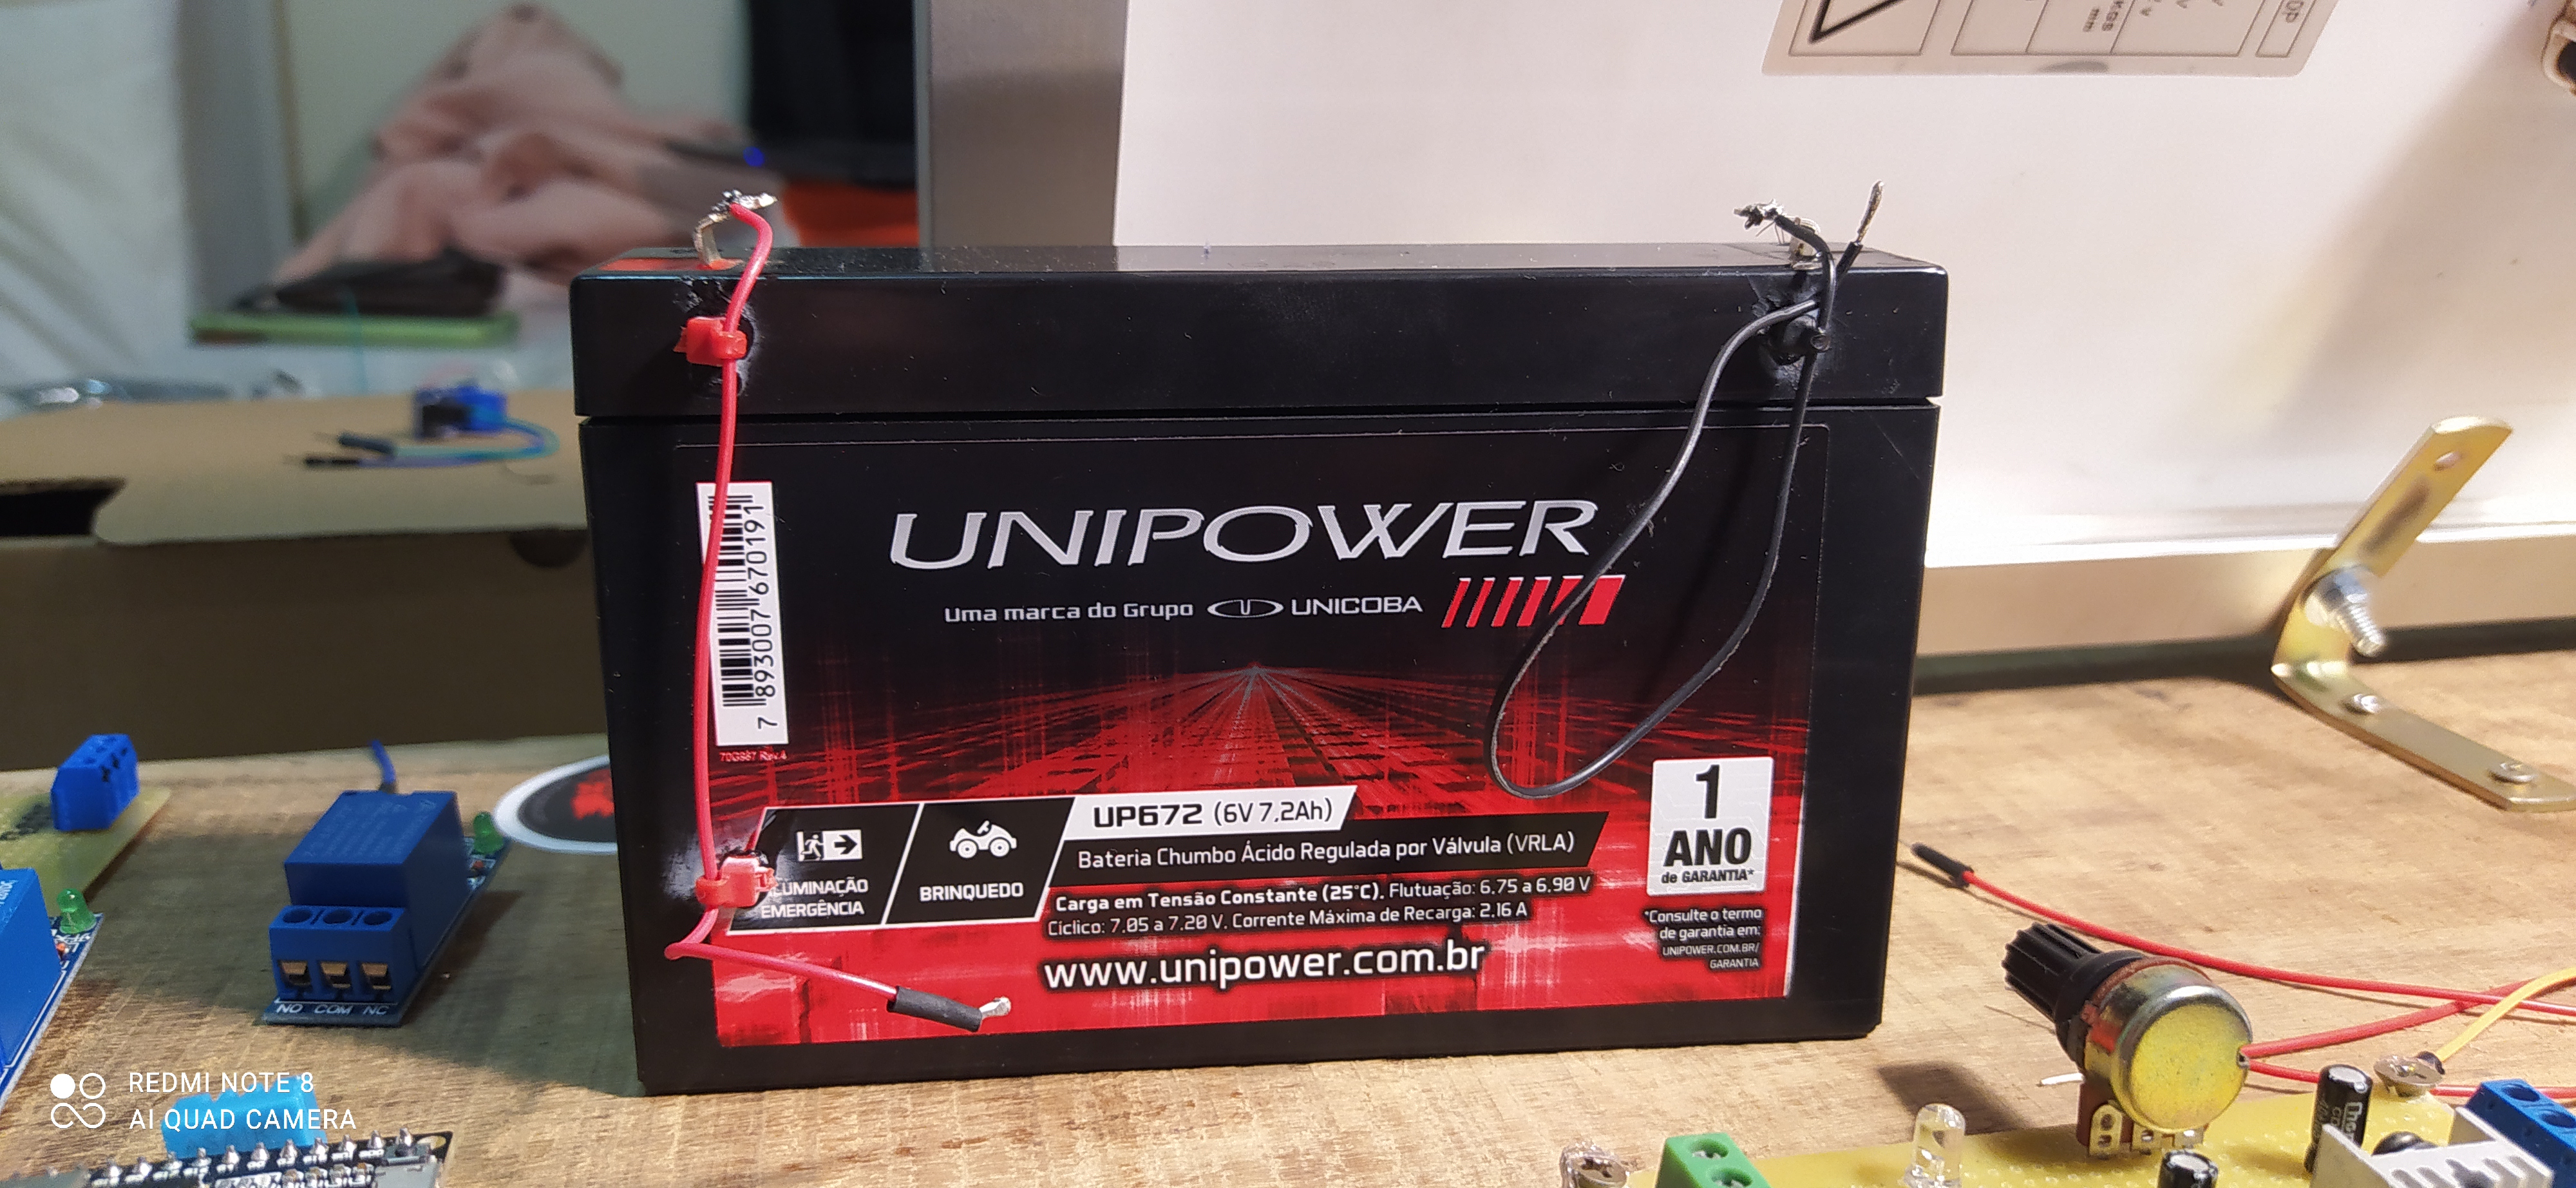 UNIPOWER
Uma marca do Grupo UNICOBA
7 893007 670191
70G987 Rev.4
ILUMINAÇÃO
EMERGÊNCIA
BRINQUEDO
UP672 (6V 7,2Ah)
Bateria Chumbo Ácido Regulada por Válvula (VRLA)
Carga em Tensão Constante (25°C). Flutuação: 6.75 a 6.90 V
Cíclico: 7.05 a 7.20 V. Corrente Máxima de Recarga: 2.16 A
www.unipower.com.br
1
ANO
de GARANTIA*
*Consulte o termo
de garantia em:
UNIPOWER.COM.BR/
GARANTIA
NO COM NC
REDMI NOTE 8
AI QUAD CAMERA